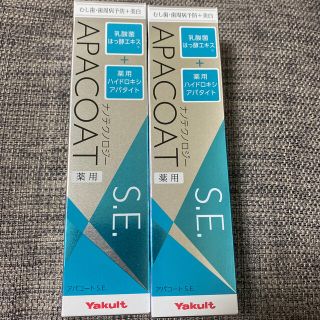 むし歯・歯周病予防+美白
乳酸菌
はっ酵エキス
+
薬用
ハイドロキシ
アパタイト
ナノテクノロジー
APACOAT
S.E.
薬用
アパコートS.E.
Yakult
むし歯・歯周病予防+美白
乳酸菌
はっ酵エキス
+
薬用
ハイドロキシ
アパタイト
ナノテクノロジー
APACOAT
S.E.
薬用
アパコートS.E.
Yakult